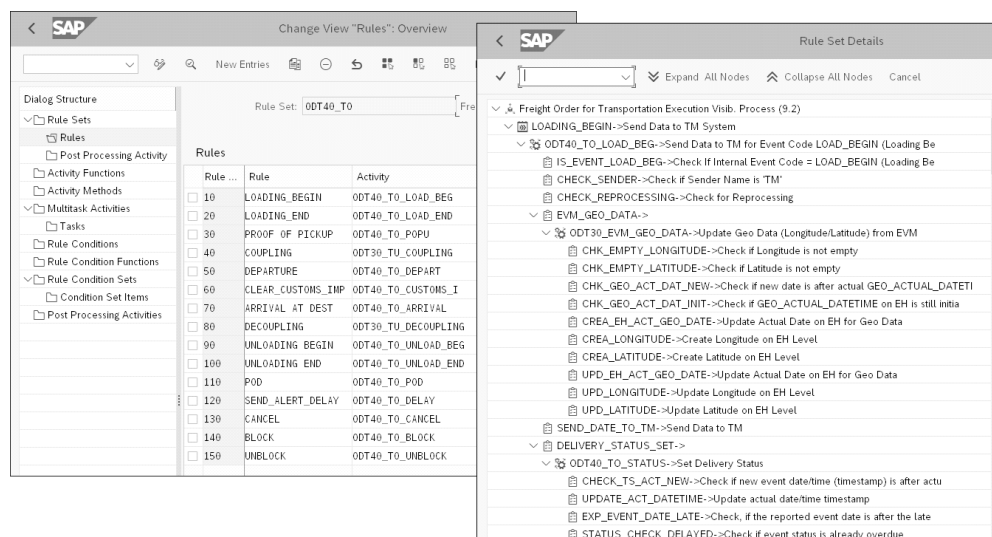 SAP
Change View "Rules": Overview
New Entries
Dialog Structure
Rule Sets
Rules
Post Processing Activity
Activity Functions
Activity Methods
Multitask Activities
Tasks
Rule Conditions
Rule Condition Functions
Rule Condition Sets
Condition Set Items
Post Processing Activities
Rule Set: ODT40_TO Fre
Rules
Rule ... Rule Activity
10 LOADING_BEGIN ODT40_TO_LOAD_BEG
20 LOADING_END ODT40_TO_LOAD_END
30 PROOF OF PICKUP ODT40_TO_POPU
40 COUPLING ODT30_TU_COUPLING
50 DEPARTURE ODT40_TO_DEPART
60 CLEAR_CUSTOMS_IMP ODT40_TO_CUSTOMS_I
70 ARRIVAL AT DEST ODT40_TO_ARRIVAL
80 DECOUPLING ODT30_TU_DECOUPLING
90 UNLOADING BEGIN ODT40_TO_UNLOAD_BEG
100 UNLOADING END ODT40_TO_UNLOAD_END
110 POD ODT40_TO_POD
120 SEND_ALERT_DELAY ODT40_TO_DELAY
130 CANCEL ODT40_TO_CANCEL
140 BLOCK ODT40_TO_BLOCK
150 UNBLOCK ODT40_TO_UNBLOCK
SAP
Rule Set Details
Expand All Nodes Collapse All Nodes Cancel
Freight Order for Transportation Execution Visib. Process (9.2)
LOADING_BEGIN->Send Data to TM System
ODT40_TO_LOAD_BEG->Send Data to TM for Event Code LOAD_BEGIN (Loading Be
IS_EVENT_LOAD_BEG->Check If Internal Event Code = LOAD_BEGIN (Loading Be
CHECK_SENDER->Check if Sender Name is 'TM'
CHECK_REPROCESSING->Check for Reprocessing
EVM_GEO_DATA->
ODT30_EVM_GEO_DATA->Update Geo Data (Longitude/Latitude) from EVM
CHK_EMPTY_LONGITUDE->Check if Longitude is not empty
CHK_EMPTY_LATITUDE->Check if Latitude is not empty
CHK_GEO_ACT_DAT_NEW->Check if new date is after actual GEO_ACTUAL_DATETI
CHK_GEO_ACT_DAT_INIT->Check if GEO_ACTUAL_DATETIME on EH is still initia
CREA_EH_ACT_GEO_DATE->Update Actual Date on EH for Geo Data
CREA_LONGITUDE->Create Longitude on EH Level
CREA_LATITUDE->Create Latitude on EH Level
UPD_EH_ACT_GEO_DATE->Update Actual Date on EH for Geo Data
UPD_LONGITUDE->Update Longitude on EH Level
UPD_LATITUDE->Update Latitude on EH Level
SEND_DATE_TO_TM->Send Data to TM
DELIVERY_STATUS_SET->
ODT40_TO_STATUS->Set Delivery Status
CHECK_TS_ACT_NEW->Check if new event date/time (timestamp) is after actu
UPDATE_ACT_DATETIME->Update actual date/time timestamp
EXP_EVENT_DATE_LATE->Check, if the reported event date is after the late
STATUS_CHECK_DELAYED->Check if event status is already overdue